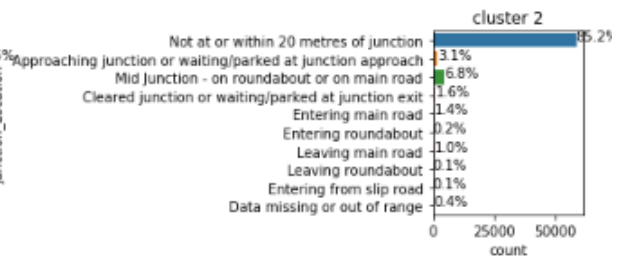 cluster 2
Not at or within 20 metres of junction 85.2%
Approaching junction or waiting/parked at junction approach 3.1%
Mid Junction - on roundabout or on main road 6.8%
Cleared junction or waiting/parked at junction exit 1.6%
Entering main road 1.4%
Entering roundabout 0.2%
Leaving main road 1.0%
Leaving roundabout 0.1%
Entering from slip road 0.1%
Data missing or out of range 0.4%
0 25000 50000
count